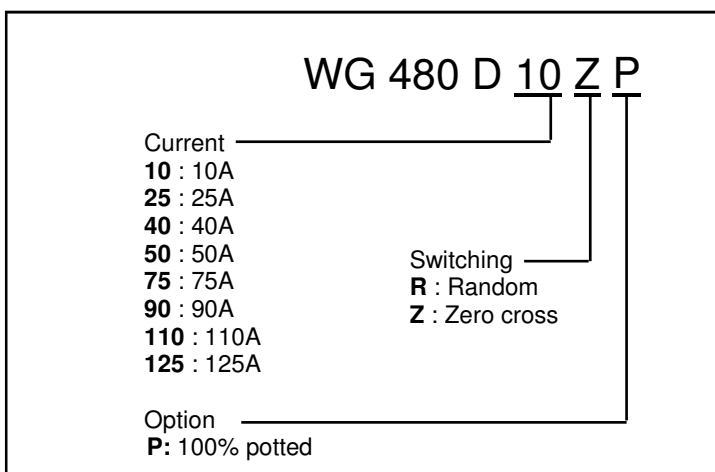 WG 480 D 10 Z P
Current
10 : 10A
25 : 25A
40 : 40A
50 : 50A
75 : 75A
90 : 90A
110 : 110A
125 : 125A
Switching
R : Random
Z : Zero cross
Option
P: 100% potted